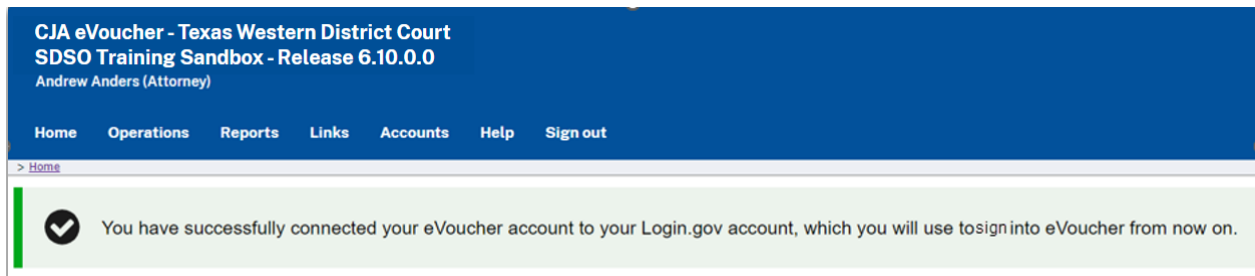 CJA eVoucher - Texas Western District Court
SDSO Training Sandbox - Release 6.10.0.0
Andrew Anders (Attorney)
Home Operations Reports Links Accounts Help Sign out
> Home
You have successfully connected your eVoucher account to your Login.gov account, which you will use tosign into eVoucher from now on.